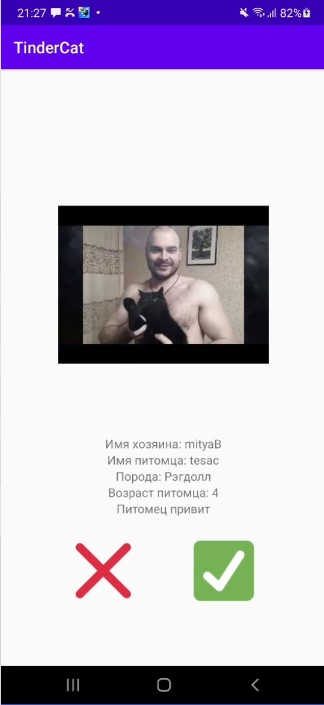 21:27
82%
TinderCat
Имя хозяина: mityaB
Имя питомца: tesac
Порода: Рэгдолл
Возраст питомца: 4
Питомец привит